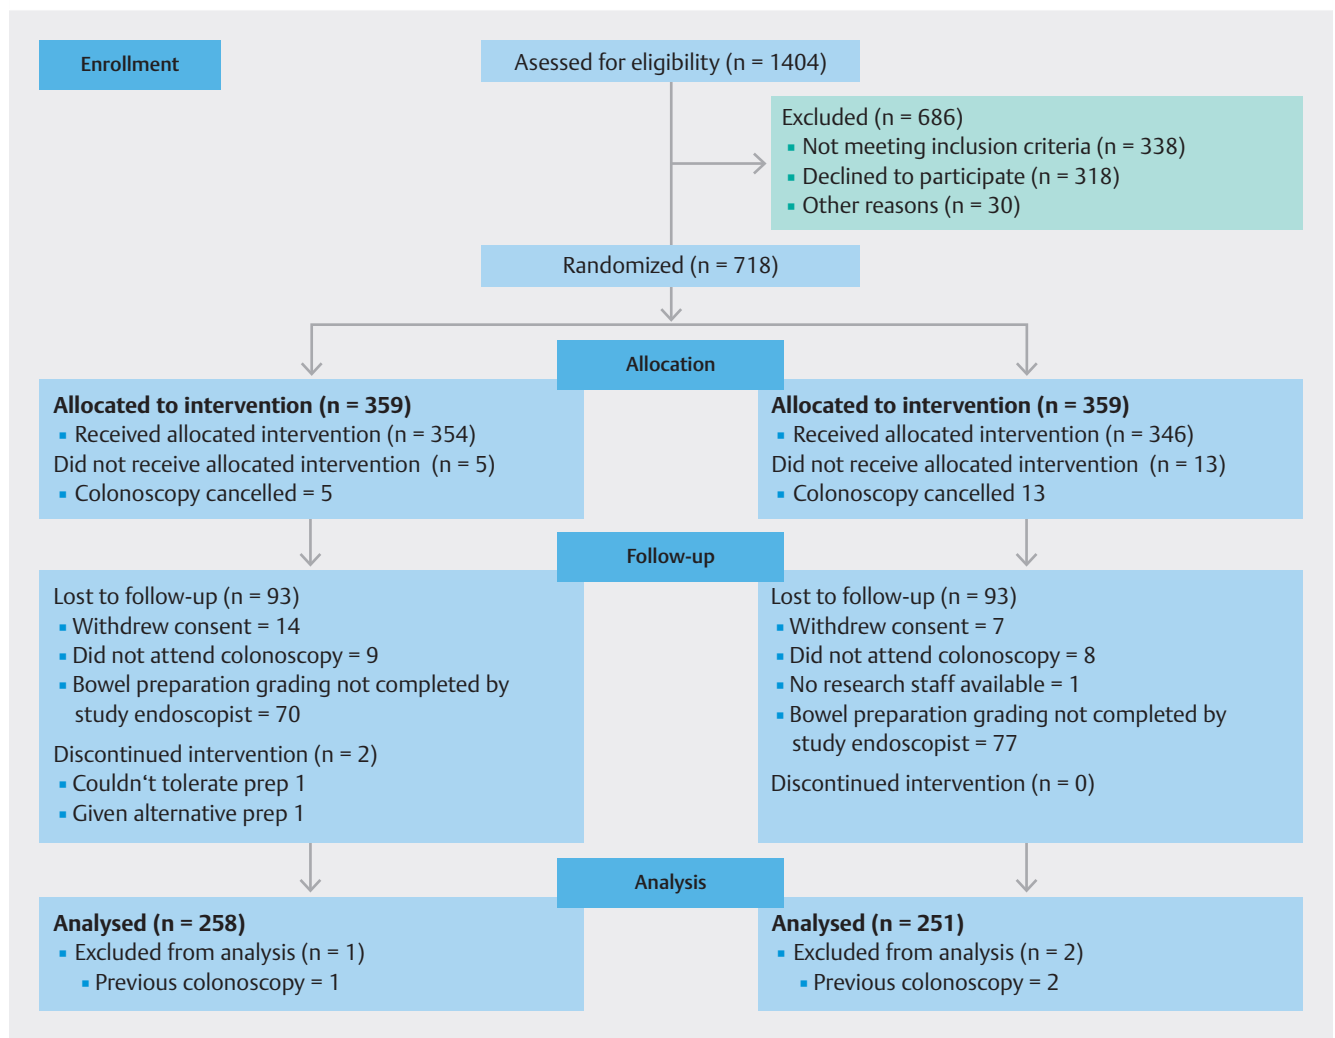 Enrollment
Asessed for eligibility (n = 1404)
Excluded (n = 686)
▪ Not meeting inclusion criteria (n = 338)
▪ Declined to participate (n = 318)
▪ Other reasons (n = 30)
Randomized (n = 718)
Allocation
Allocated to intervention (n = 359)
▪ Received allocated intervention (n = 354)
Did not receive allocated intervention (n = 5)
▪ Colonoscopy cancelled = 5
Allocated to intervention (n = 359)
▪ Received allocated intervention (n = 346)
Did not receive allocated intervention (n = 13)
▪ Colonoscopy cancelled 13
Follow-up
Lost to follow-up (n = 93)
▪ Withdrew consent = 14
▪ Did not attend colonoscopy = 9
▪ Bowel preparation grading not completed by
study endoscopist = 70
Discontinued intervention (n = 2)
▪ Couldn‘t tolerate prep 1
▪ Given alternative prep 1
Lost to follow-up (n = 93)
▪ Withdrew consent = 7
▪ Did not attend colonoscopy = 8
▪ No research staff available = 1
▪ Bowel preparation grading not completed by
study endoscopist = 77
Discontinued intervention (n = 0)
Analysis
Analysed (n = 258)
▪ Excluded from analysis (n = 1)
▪ Previous colonoscopy = 1
Analysed (n = 251)
▪ Excluded from analysis (n = 2)
▪ Previous colonoscopy = 2